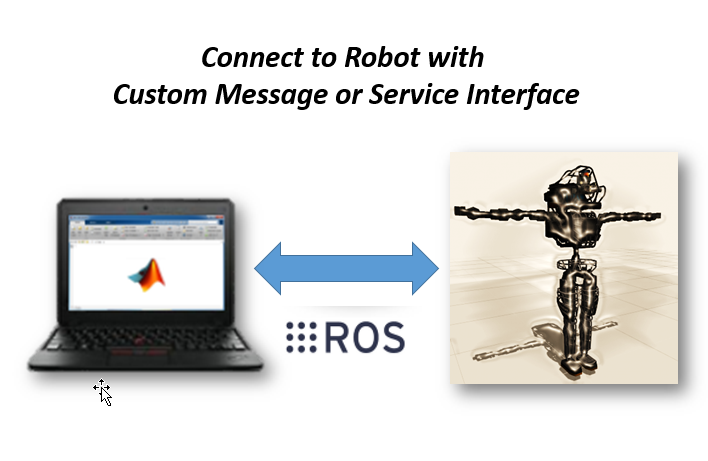 Connect to Robot with
Custom Message or Service Interface
ROS